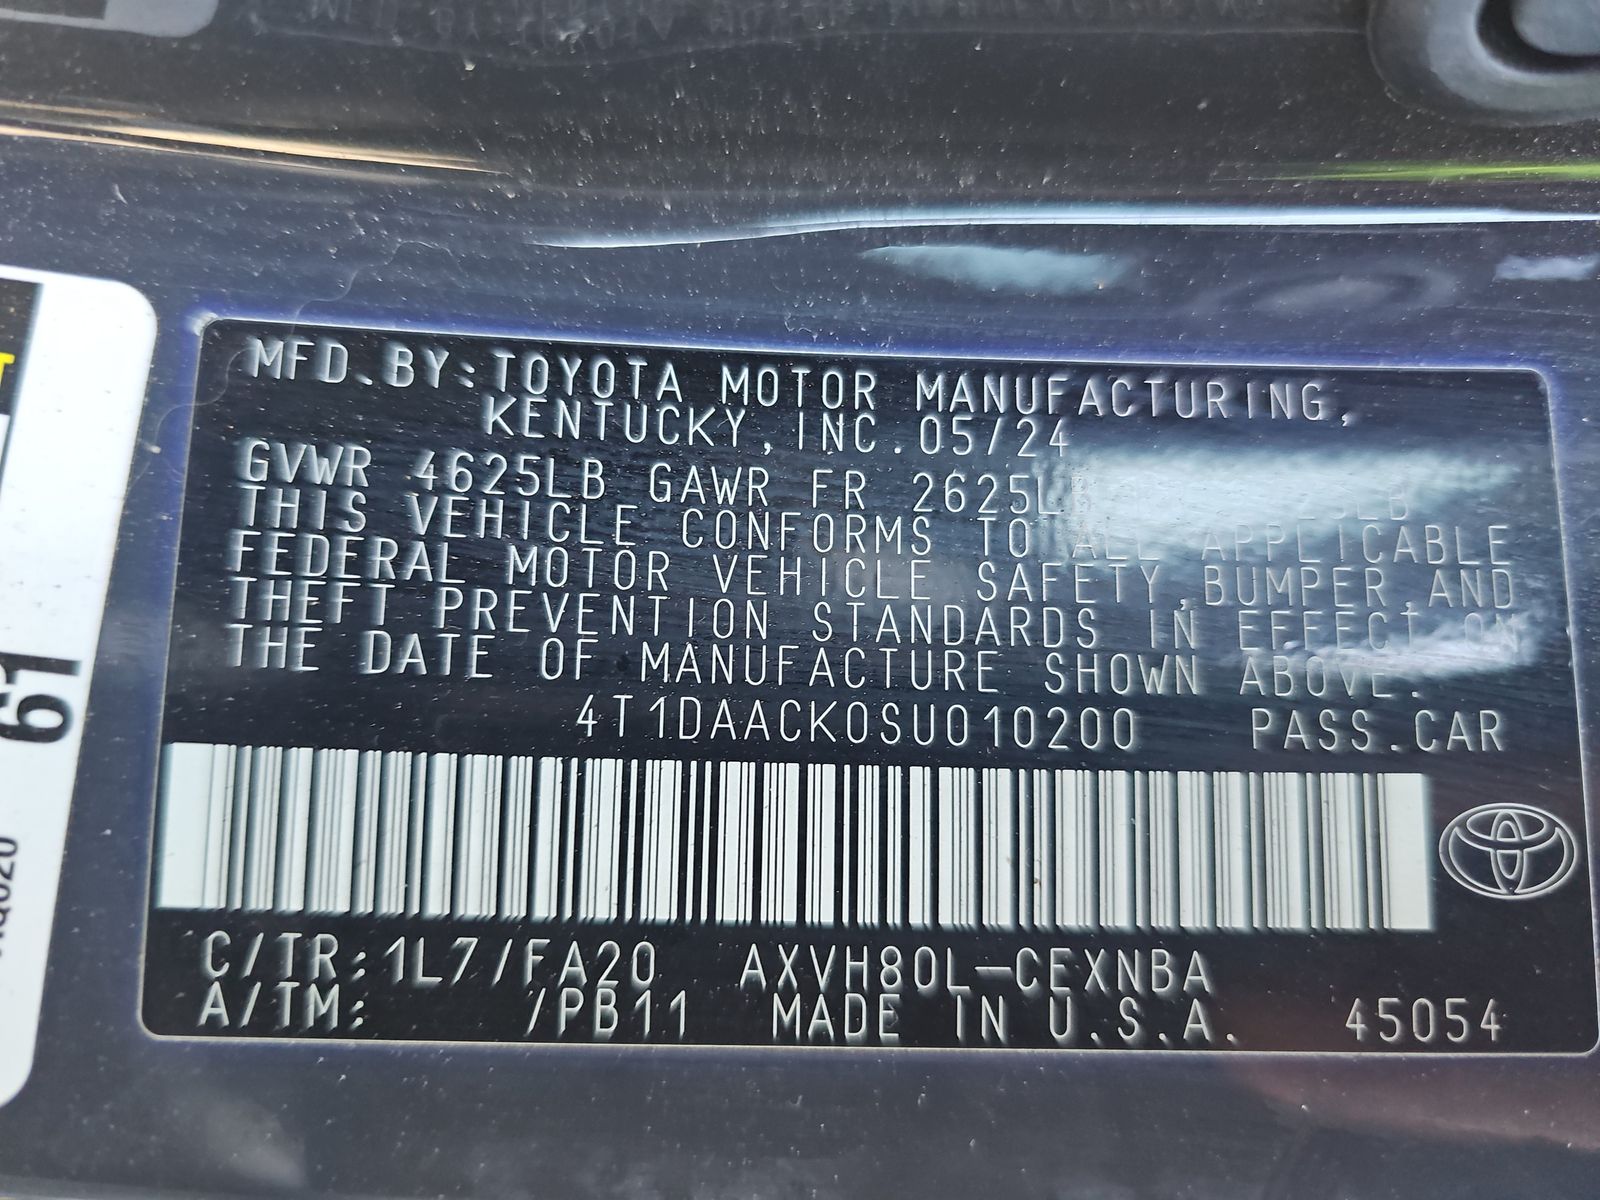 MFD.BY:TOYOTA MOTOR MANUFACTURING,
KENTUCKY,INC.05/24
GVWR 4625LB GAWR FR 2625LB
THIS VEHICLE CONFORMS TO ALL APPLICABLE
FEDERAL MOTOR VEHICLE SAFETY,BUMPER,AND
THEFT PREVENTION STANDARDS IN EFFECT ON
THE DATE OF MANUFACTURE SHOWN ABOVE.
4T1DAACK0SU010200 PASS.CAR
C/TR:1L7/FA20 AXVH80L-CEXNBA
A/TM: /PB11 MADE IN U.S.A. 45054
61